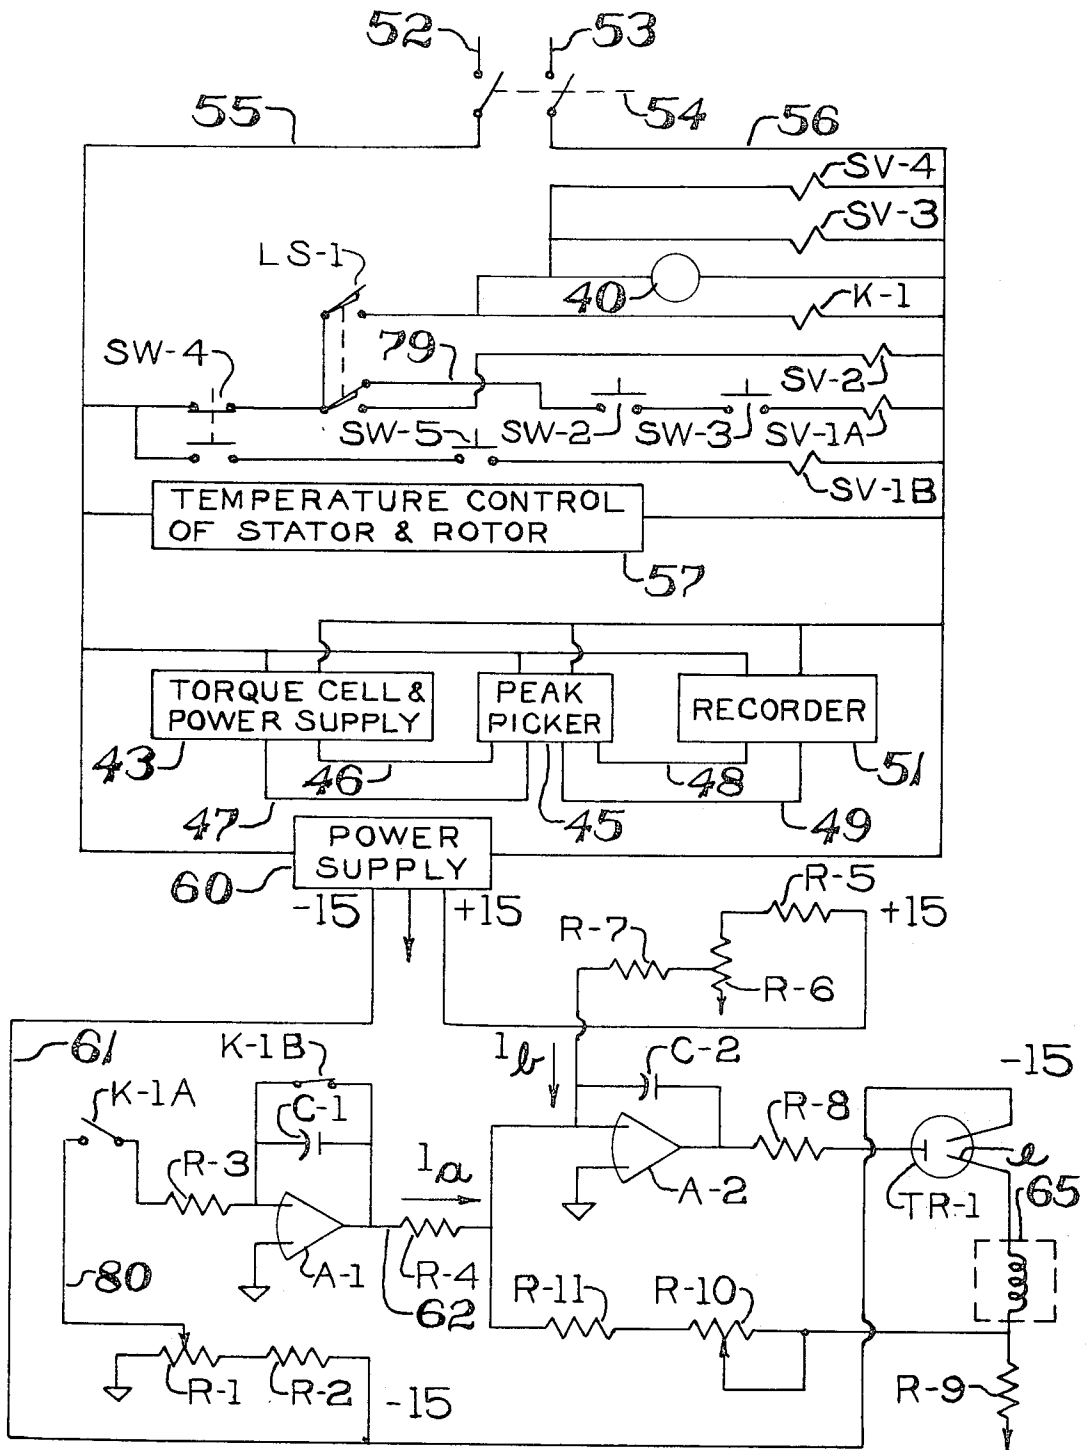 52 53
55 54 56
SV-4
SV-3
LS-1
40 K-1
SW-4 79
SV-2
SW-5 SW-2 SW-3 SV-1A
SV-1B
TEMPERATURE CONTROL
OF STATOR & ROTOR
57
TORQUE CELL &
POWER SUPPLY
PEAK
PICKER
RECORDER
43 46 48 51
47 45 49
POWER
SUPPLY
60
-15 +15
R-5
+15
R-7
R-6
61 K-1B
1b C-2 -15
K-1A C-1
R-8
R-3 1a
A-2 e
TR-1 65
80 A-1 R-4 R-11 R-10
62
R-1 R-2 -15 R-9